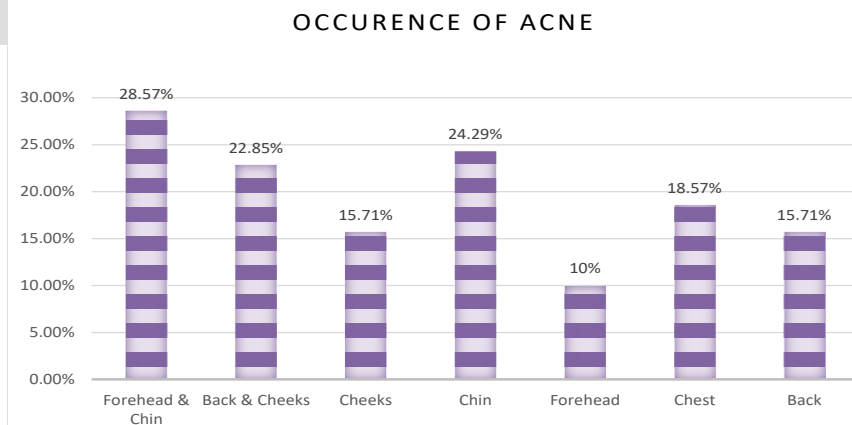 OCCURENCE OF ACNE
30.00%
25.00%
20.00%
15.00%
10.00%
5.00%
0.00%
28.57%
22.85%
15.71%
24.29%
10%
18.57%
15.71%
Forehead &
Chin
Back & Cheeks
Cheeks
Chin
Forehead
Chest
Back